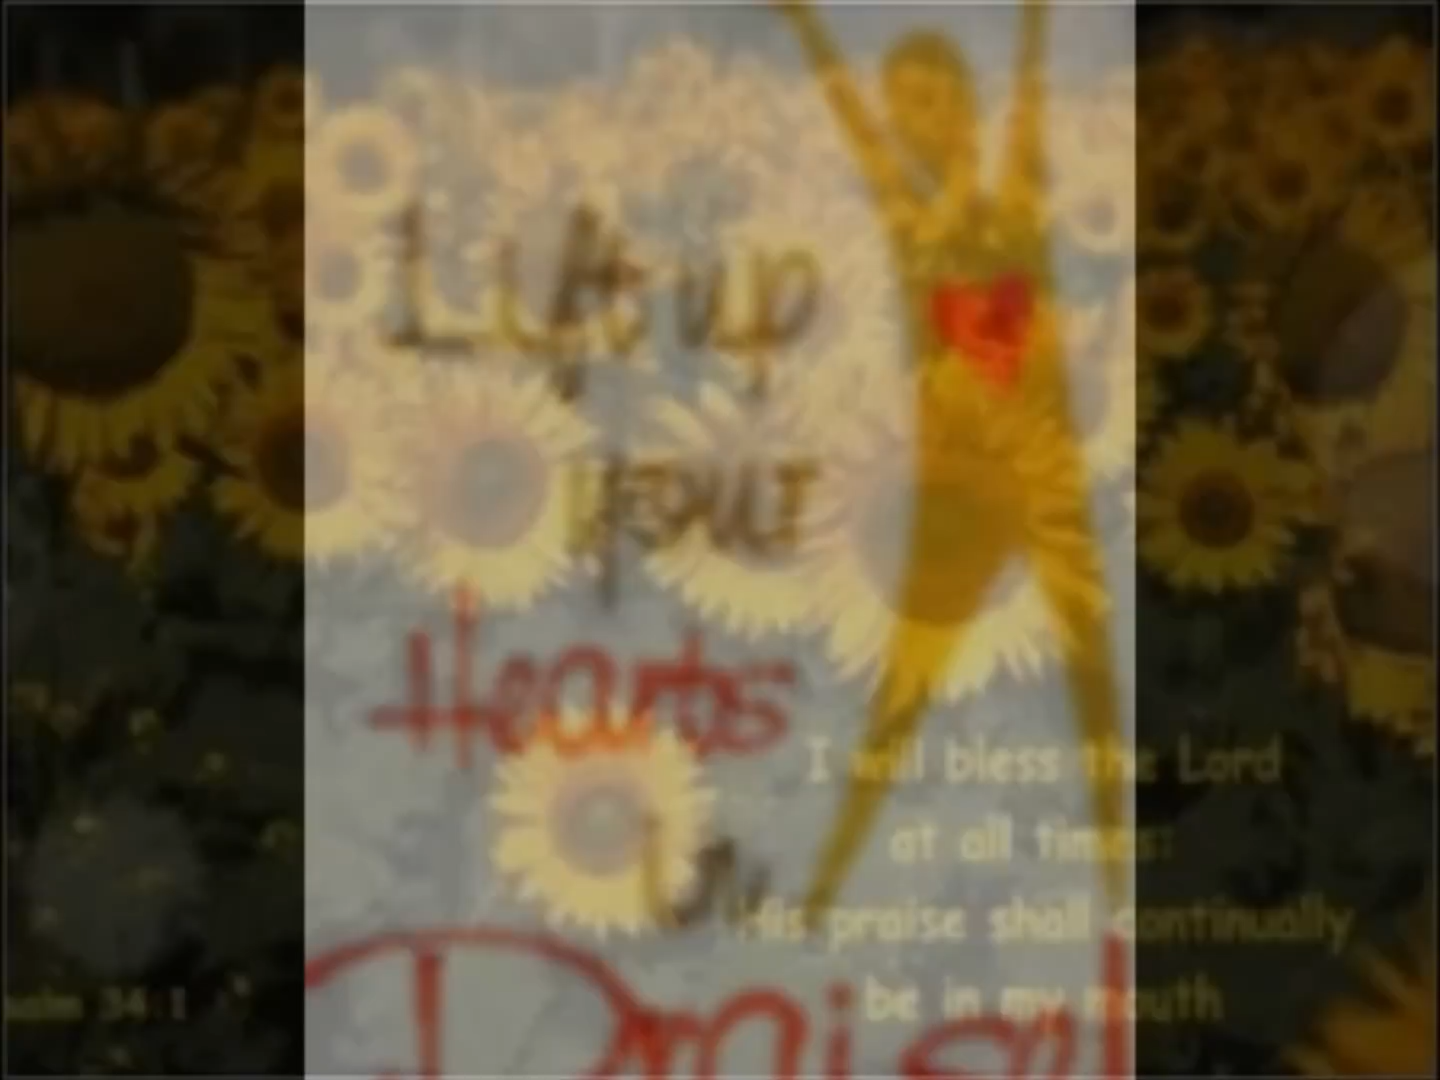 Lift up
your
Hearts
in
I will bless the Lord
at all times:
His praise shall continually
be in my mouth
Psalm 34:1